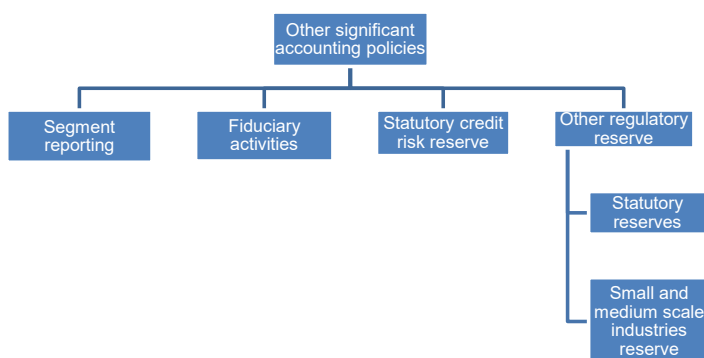 Other significant
accounting policies
Segment
reporting
Fiduciary
activities
Statutory credit
risk reserve
Other regulatory
reserve
Statutory
reserves
Small and
medium scale
industries
reserve